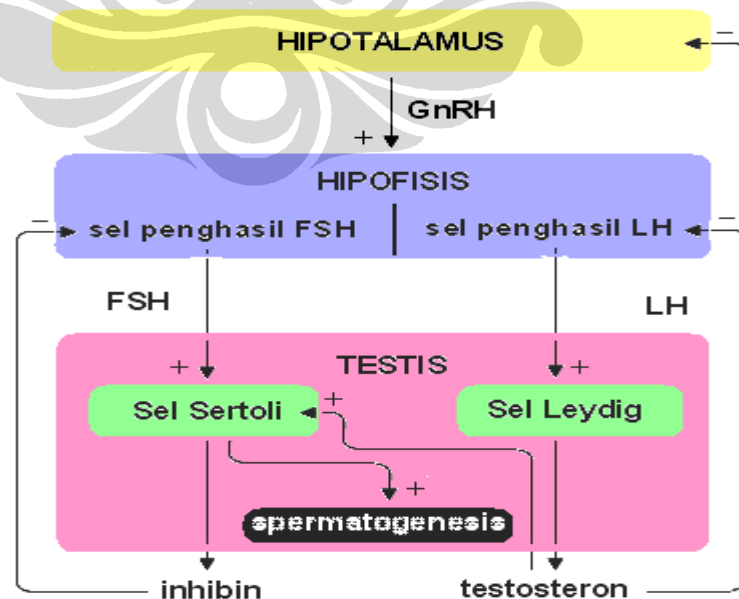 HIPOTALAMUS
−
GnRH
+
HIPOFISIS
− sel penghasil FSH
sel penghasil LH −
FSH
LH
+
TESTIS
+
Sel Sertoli
+
Sel Leydig
+
spermatogenesis
inhibin
testosteron